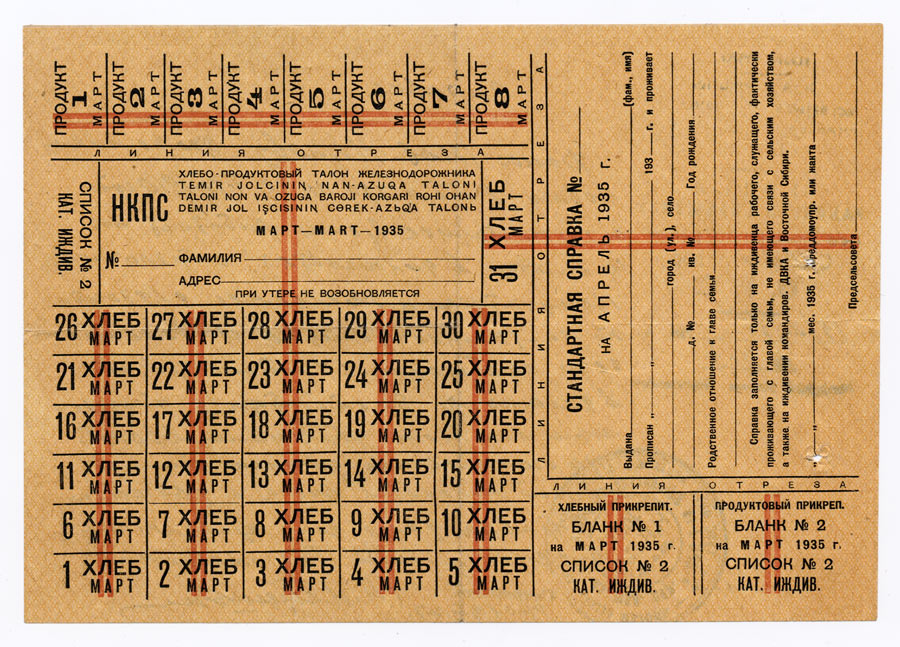 ПРОДУКТ 1 МАРТ
ПРОДУКТ 2 МАРТ
ПРОДУКТ 3 МАРТ
ПРОДУКТ 4 МАРТ
ПРОДУКТ 5 МАРТ
ПРОДУКТ 6 МАРТ
ПРОДУКТ 7 МАРТ
ПРОДУКТ 8 МАРТ
ЛИНИЯ ОТРЕЗА
СПИСОК № 2
КАТ. ИЖДИВ.
НКПС
ХЛЕБО-ПРОДУКТОВЫЙ ТАЛОН ЖЕЛЕЗНОДОРОЖНИКА
TEMIR JOLCININ NAN-AZUQA TALONI
TALONI NON VA OZUGA BAROJI KORGARI ROHI OHAN
DEMIR JOL IŞCISININ CƏREK-AZЬQA TALONЬ
МАРТ—MART—1935
№ ФАМИЛИЯ
АДРЕС
ПРИ УТЕРЕ НЕ ВОЗОБНОВЛЯЕТСЯ
31 ХЛЕБ МАРТ
26 ХЛЕБ МАРТ
27 ХЛЕБ МАРТ
28 ХЛЕБ МАРТ
29 ХЛЕБ МАРТ
30 ХЛЕБ МАРТ
21 ХЛЕБ МАРТ
22 ХЛЕБ МАРТ
23 ХЛЕБ МАРТ
24 ХЛЕБ МАРТ
25 ХЛЕБ МАРТ
16 ХЛЕБ МАРТ
17 ХЛЕБ МАРТ
18 ХЛЕБ МАРТ
19 ХЛЕБ МАРТ
20 ХЛЕБ МАРТ
11 ХЛЕБ МАРТ
12 ХЛЕБ МАРТ
13 ХЛЕБ МАРТ
14 ХЛЕБ МАРТ
15 ХЛЕБ МАРТ
6 ХЛЕБ МАРТ
7 ХЛЕБ МАРТ
8 ХЛЕБ МАРТ
9 ХЛЕБ МАРТ
10 ХЛЕБ МАРТ
1 ХЛЕБ МАРТ
2 ХЛЕБ МАРТ
3 ХЛЕБ МАРТ
4 ХЛЕБ МАРТ
5 ХЛЕБ МАРТ
ЛИНИЯ ОТРЕЗА
СТАНДАРТНАЯ СПРАВКА №
НА АПРЕЛЬ 1935 г.
Выдана (фам., имя)
Прописан „ “ 193 г. и проживает
город (ул.), село
д. № кв. № Год рождения
Родственное отношение к главе семьи
Справка заполняется только на иждивенца рабочего, служащего, фактически
проживающего с главой семьи, не имеющего связи с сельским хозяйством,
а также на иждивении командиров. ДВКА и Восточной Сибири.
„ “ мес. 1935 г. Преддомоупр. или жакта
Предсельсовета
ЛИНИЯ ОТРЕЗА
ХЛЕБНЫЙ ПРИКРЕПИТ.
БЛАНК № 1
на МАРТ 1935 г.
СПИСОК № 2
КАТ. ИЖДИВ.
ПРОДУКТОВЫЙ ПРИКРЕП.
БЛАНК № 2
на МАРТ 1935 г.
СПИСОК № 2
КАТ. ИЖДИВ.